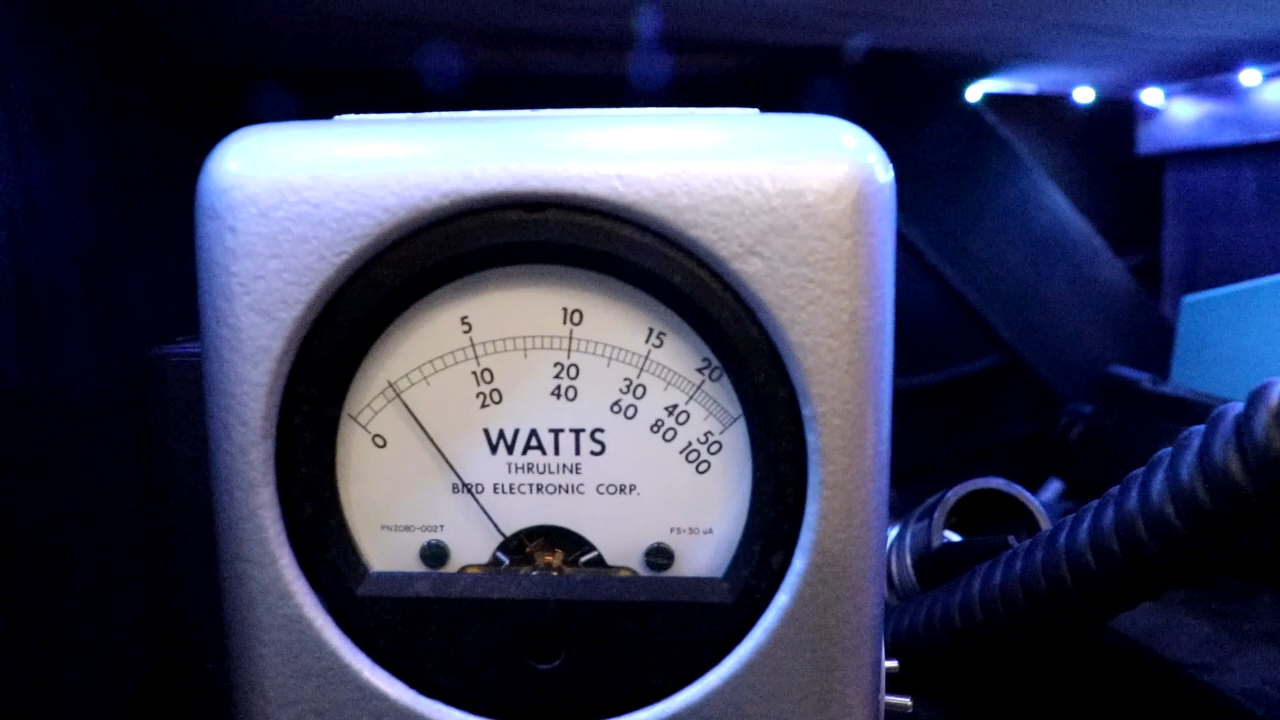 5 10 15 20
0 10 20 30 40 50
20 40 60 80 100
WATTS
THRULINE
BIRD ELECTRONIC CORP.
PN2080-002T FS=30 uA